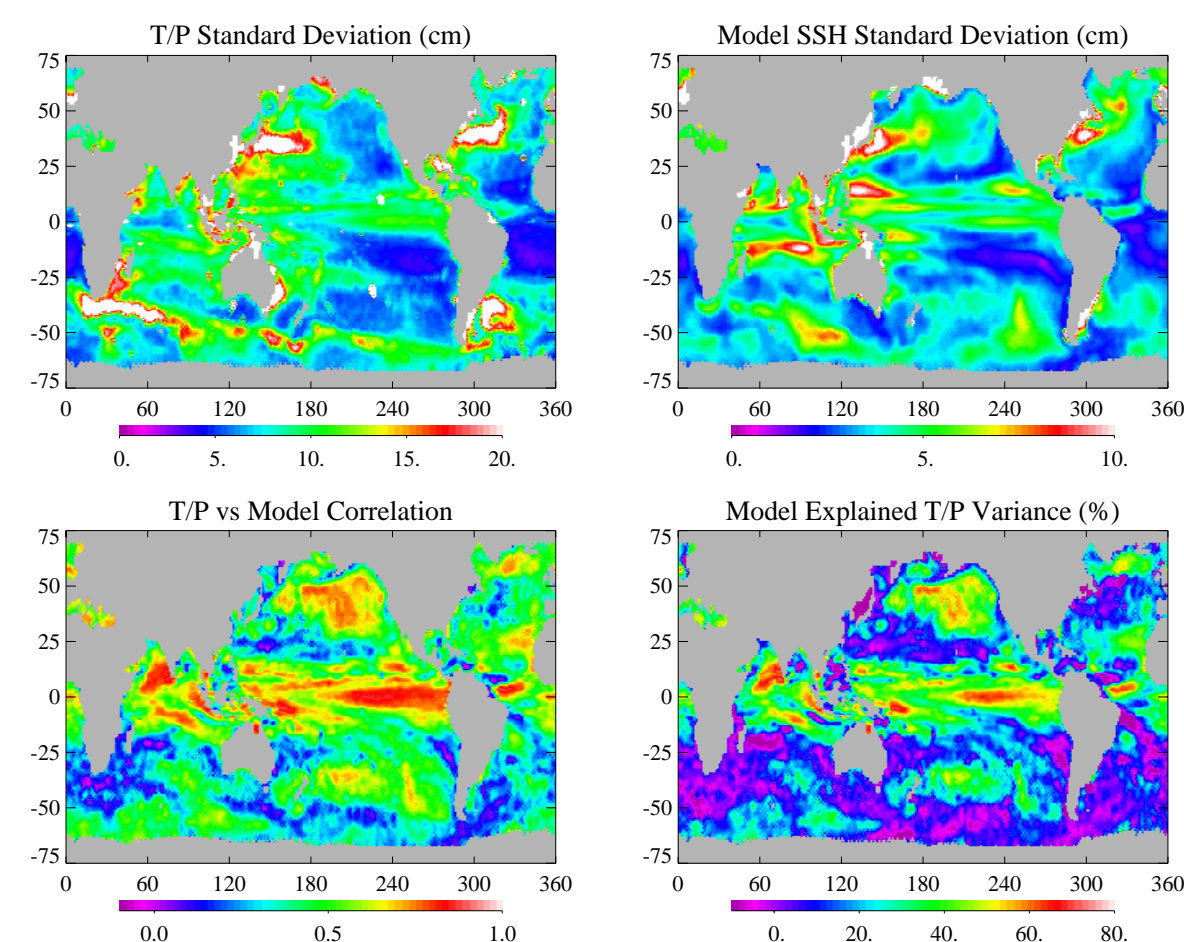 T/P Standard Deviation (cm)
75
50
25
0
-25
-50
-75
0 60 120 180 240 300 360
0. 5. 10. 15. 20.
Model SSH Standard Deviation (cm)
75
50
25
0
-25
-50
-75
0 60 120 180 240 300 360
0. 5. 10.
T/P vs Model Correlation
75
50
25
0
-25
-50
-75
0 60 120 180 240 300 360
0.0 0.5 1.0
Model Explained T/P Variance (%)
75
50
25
0
-25
-50
-75
0 60 120 180 240 300 360
0. 20. 40. 60. 80.